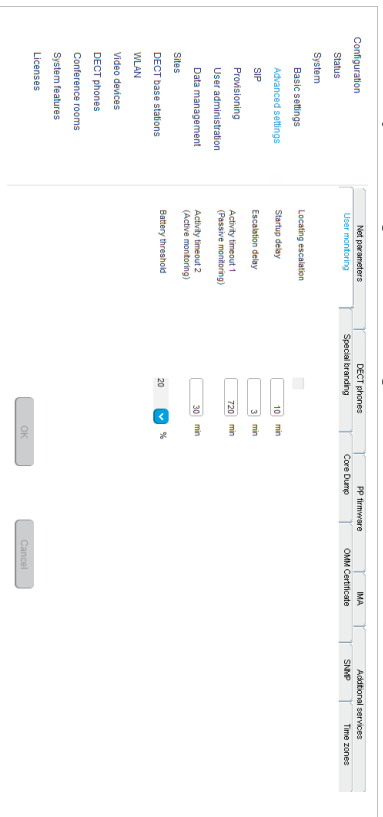 Configuration
Status
System
Basic settings
Advanced settings
SIP
Provisioning
User administration
Data management
Sites
DECT base stations
WLAN
Video devices
DECT phones
Conference rooms
System features
Licenses
Net parameters DECT phones PP firmware IMA Additional services
User monitoring Special branding Core Dump OMM Certificate SNMP Time zones
Locating escalation
Startup delay 10 min
Escalation delay 3 min
Activity timeout 1 720 min
(Passive monitoring)
Activity timeout 2 30 min
(Active monitoring)
Battery threshold 20 %
OK Cancel